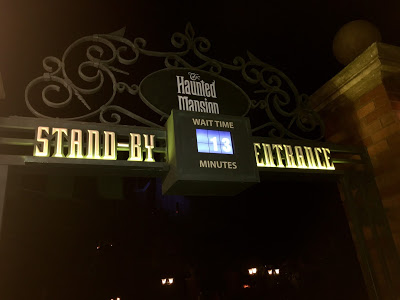 The
Haunted
Mansion
WAIT TIME
STAND-BY 13 ENTRANCE
MINUTES